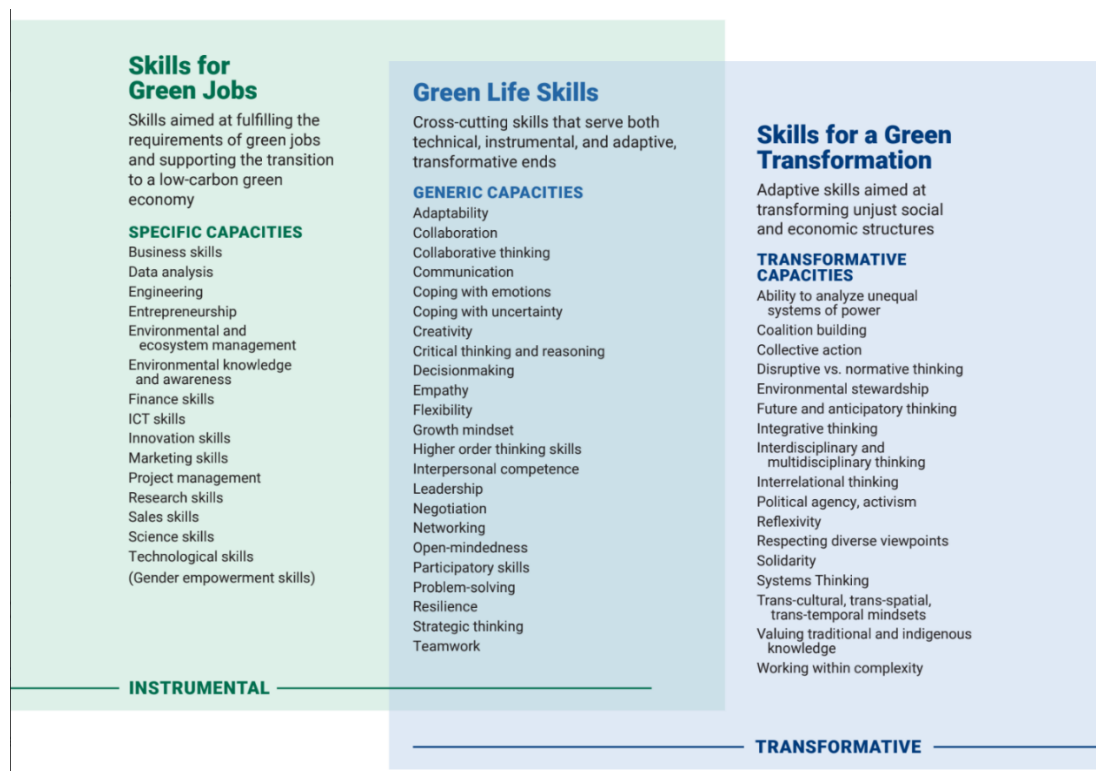 Skills for
Green Jobs
Skills aimed at fulfilling the
requirements of green jobs
and supporting the transition
to a low-carbon green
economy
SPECIFIC CAPACITIES
Business skills
Data analysis
Engineering
Entrepreneurship
Environmental and
ecosystem management
Environmental knowledge
and awareness
Finance skills
ICT skills
Innovation skills
Marketing skills
Project management
Research skills
Sales skills
Science skills
Technological skills
(Gender empowerment skills)
INSTRUMENTAL
Green Life Skills
Cross-cutting skills that serve both
technical, instrumental, and adaptive,
transformative ends
GENERIC CAPACITIES
Adaptability
Collaboration
Collaborative thinking
Communication
Coping with emotions
Coping with uncertainty
Creativity
Critical thinking and reasoning
Decisionmaking
Empathy
Flexibility
Growth mindset
Higher order thinking skills
Interpersonal competence
Leadership
Negotiation
Networking
Open-mindedness
Participatory skills
Problem-solving
Resilience
Strategic thinking
Teamwork
Skills for a Green
Transformation
Adaptive skills aimed at
transforming unjust social
and economic structures
TRANSFORMATIVE
CAPACITIES
Ability to analyze unequal
systems of power
Coalition building
Collective action
Disruptive vs. normative thinking
Environmental stewardship
Future and anticipatory thinking
Integrative thinking
Interdisciplinary and
multidisciplinary thinking
Interrelational thinking
Political agency, activism
Reflexivity
Respecting diverse viewpoints
Solidarity
Systems Thinking
Trans-cultural, trans-spatial,
trans-temporal mindsets
Valuing traditional and indigenous
knowledge
Working within complexity
TRANSFORMATIVE